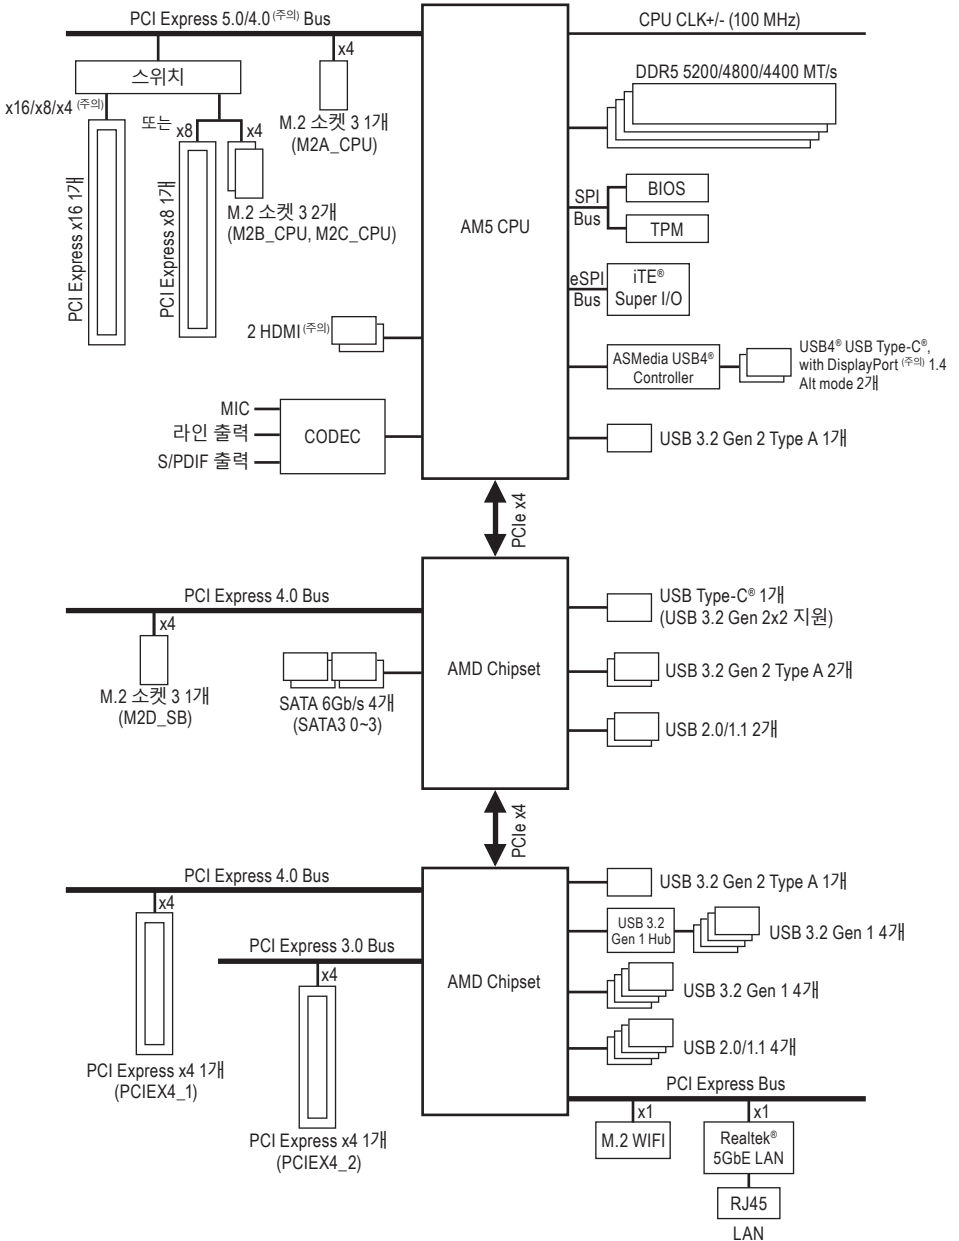 PCI Express 5.0/4.0 (주의) Bus
CPU CLK+/- (100 MHz)
x4
스위치
DDR5 5200/4800/4400 MT/s
x16/x8/x4 (주의)
또는
x8
x4
M.2 소켓 3 1개
(M2A_CPU)
PCI Express x16 1개
PCI Express x8 1개
M.2 소켓 3 2개
(M2B_CPU, M2C_CPU)
AM5 CPU
SPI
Bus
BIOS
TPM
eSPI
Bus
iTE®
Super I/O
2 HDMI (주의)
ASMedia USB4®
Controller
USB4® USB Type-C®,
with DisplayPort (주의) 1.4
Alt mode 2개
MIC
라인 출력
S/PDIF 출력
CODEC
USB 3.2 Gen 2 Type A 1개
PCIe x4
PCI Express 4.0 Bus
x4
M.2 소켓 3 1개
(M2D_SB)
SATA 6Gb/s 4개
(SATA3 0~3)
AMD Chipset
USB Type-C® 1개
(USB 3.2 Gen 2x2 지원)
USB 3.2 Gen 2 Type A 2개
USB 2.0/1.1 2개
PCIe x4
PCI Express 4.0 Bus
x4
PCI Express x4 1개
(PCIEX4_1)
PCI Express 3.0 Bus
x4
PCI Express x4 1개
(PCIEX4_2)
AMD Chipset
USB 3.2 Gen 2 Type A 1개
USB 3.2
Gen 1 Hub
USB 3.2 Gen 1 4개
USB 3.2 Gen 1 4개
USB 2.0/1.1 4개
PCI Express Bus
x1
x1
M.2 WIFI
Realtek®
5GbE LAN
RJ45
LAN